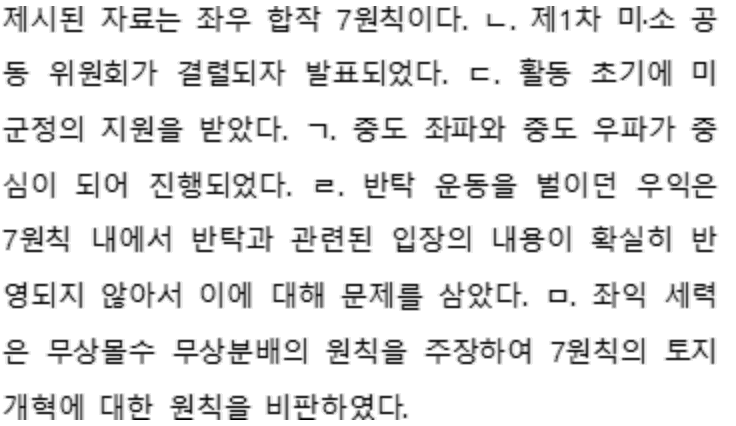 제시된 자료는 좌우 합작 7원칙이다. ㄴ. 제1차 미·소 공
동 위원회가 결렬되자 발표되었다. ㄷ. 활동 초기에 미
군정의 지원을 받았다. ㄱ. 중도 좌파와 중도 우파가 중
심이 되어 진행되었다. ㄹ. 반탁 운동을 벌이던 우익은
7원칙 내에서 반탁과 관련된 입장의 내용이 확실히 반
영되지 않아서 이에 대해 문제를 삼았다. ㅁ. 좌익 세력
은 무상몰수 무상분배의 원칙을 주장하여 7원칙의 토지
개혁에 대한 원칙을 비판하였다.